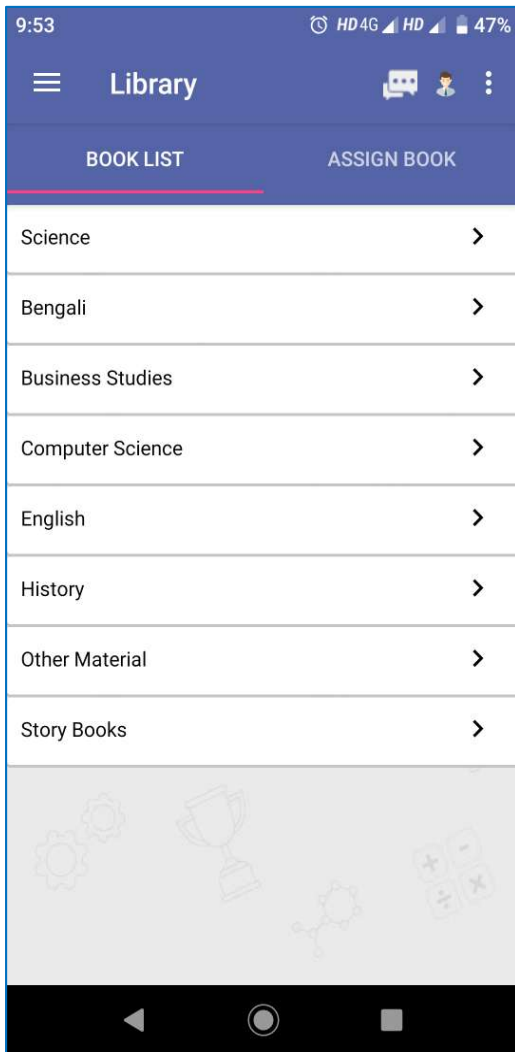 9:53 HD 4G HD 47%
Library
BOOK LIST ASSIGN BOOK
Science
Bengali
Business Studies
Computer Science
English
History
Other Material
Story Books